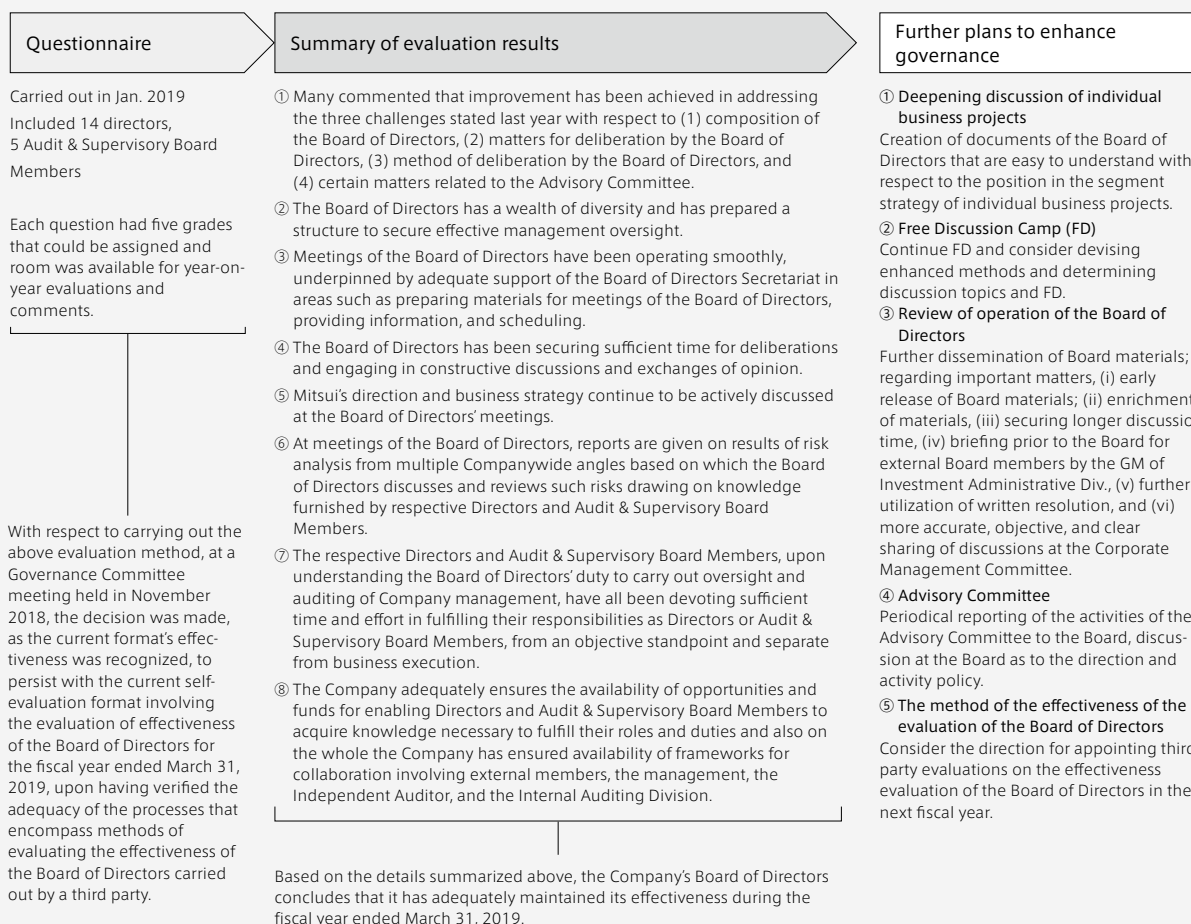 Questionnaire
Carried out in Jan. 2019
Included 14 directors,
5 Audit & Supervisory Board
Members
Each question had five grades
that could be assigned and
room was available for year-on-
year evaluations and
comments.
With respect to carrying out the
above evaluation method, at a
Governance Committee
meeting held in November
2018, the decision was made,
as the current format's effec-
tiveness was recognized, to
persist with the current self-
evaluation format involving
the evaluation of effectiveness
of the Board of Directors for
the fiscal year ended March 31,
2019, upon having verified the
adequacy of the processes that
encompass methods of
evaluating the effectiveness of
the Board of Directors carried
out by a third party.
Summary of evaluation results
① Many commented that improvement has been achieved in addressing
the three challenges stated last year with respect to (1) composition of
the Board of Directors, (2) matters for deliberation by the Board of
Directors, (3) method of deliberation by the Board of Directors, and
(4) certain matters related to the Advisory Committee.
② The Board of Directors has a wealth of diversity and has prepared a
structure to secure effective management oversight.
③ Meetings of the Board of Directors have been operating smoothly,
underpinned by adequate support of the Board of Directors Secretariat in
areas such as preparing materials for meetings of the Board of Directors,
providing information, and scheduling.
④ The Board of Directors has been securing sufficient time for deliberations
and engaging in constructive discussions and exchanges of opinion.
⑤ Mitsui's direction and business strategy continue to be actively discussed
at the Board of Directors' meetings.
⑥ At meetings of the Board of Directors, reports are given on results of risk
analysis from multiple Companywide angles based on which the Board
of Directors discusses and reviews such risks drawing on knowledge
furnished by respective Directors and Audit & Supervisory Board
Members.
⑦ The respective Directors and Audit & Supervisory Board Members, upon
understanding the Board of Directors' duty to carry out oversight and
auditing of Company management, have all been devoting sufficient
time and effort in fulfilling their responsibilities as Directors or Audit &
Supervisory Board Members, from an objective standpoint and separate
from business execution.
⑧ The Company adequately ensures the availability of opportunities and
funds for enabling Directors and Audit & Supervisory Board Members to
acquire knowledge necessary to fulfill their roles and duties and also on
the whole the Company has ensured availability of frameworks for
collaboration involving external members, the management, the
Independent Auditor, and the Internal Auditing Division.
Based on the details summarized above, the Company's Board of Directors
concludes that it has adequately maintained its effectiveness during the
fiscal year ended March 31, 2019.
Further plans to enhance
governance
① Deepening discussion of individual
business projects
Creation of documents of the Board of
Directors that are easy to understand with
respect to the position in the segment
strategy of individual business projects.
② Free Discussion Camp (FD)
Continue FD and consider devising
enhanced methods and determining
discussion topics and FD.
③ Review of operation of the Board of
Directors
Further dissemination of Board materials;
regarding important matters, (i) early
release of Board materials; (ii) enrichment
of materials, (iii) securing longer discussio
time, (iv) briefing prior to the Board for
external Board members by the GM of
Investment Administrative Div., (v) further
utilization of written resolution, and (vi)
more accurate, objective, and clear
sharing of discussions at the Corporate
Management Committee.
④ Advisory Committee
Periodical reporting of the activities of the
Advisory Committee to the Board, discus-
sion at the Board as to the direction and
activity policy.
⑤ The method of the effectiveness of the
evaluation of the Board of Directors
Consider the direction for appointing third
party evaluations on the effectiveness
evaluation of the Board of Directors in the
next fiscal year.